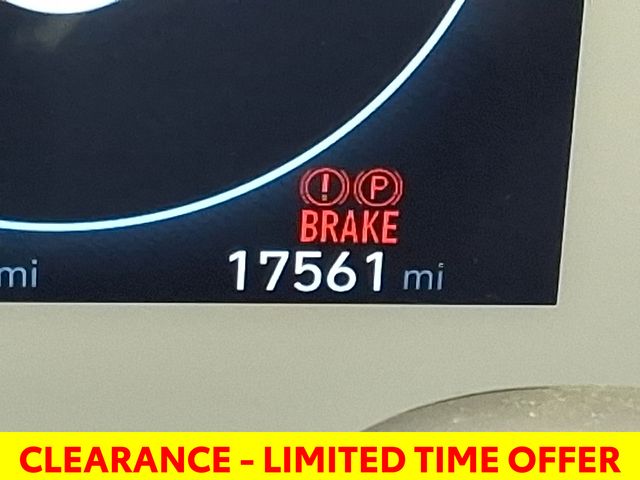 ! P
BRAKE
mi 17561 mi
CLEARANCE - LIMITED TIME OFFER